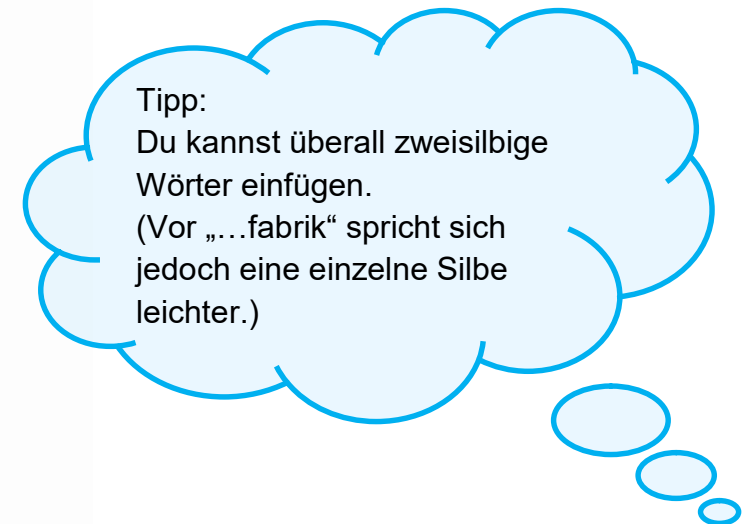 Tipp:
Du kannst überall zweisilbige
Wörter einfügen.
(Vor „…fabrik“ spricht sich
jedoch eine einzelne Silbe
leichter.)